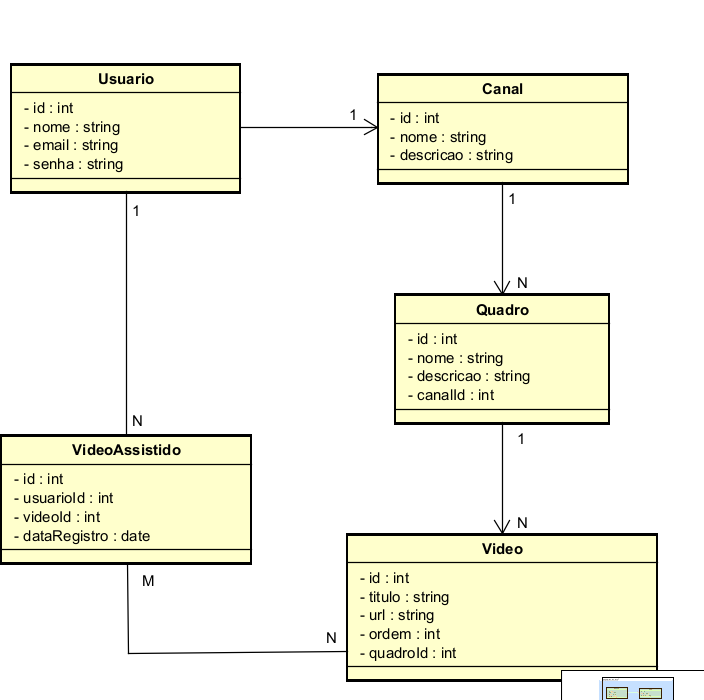 Usuario
- id : int
- nome : string
- email : string
- senha : string
1
Canal
- id : int
- nome : string
- descricao : string
1
1
N
Quadro
- id : int
- nome : string
- descricao : string
- canalId : int
N
1
VideoAssistido
- id : int
- usuarioId : int
- videoId : int
- dataRegistro : date
N
M
N
Video
- id : int
- titulo : string
- url : string
- ordem : int
- quadroId : int